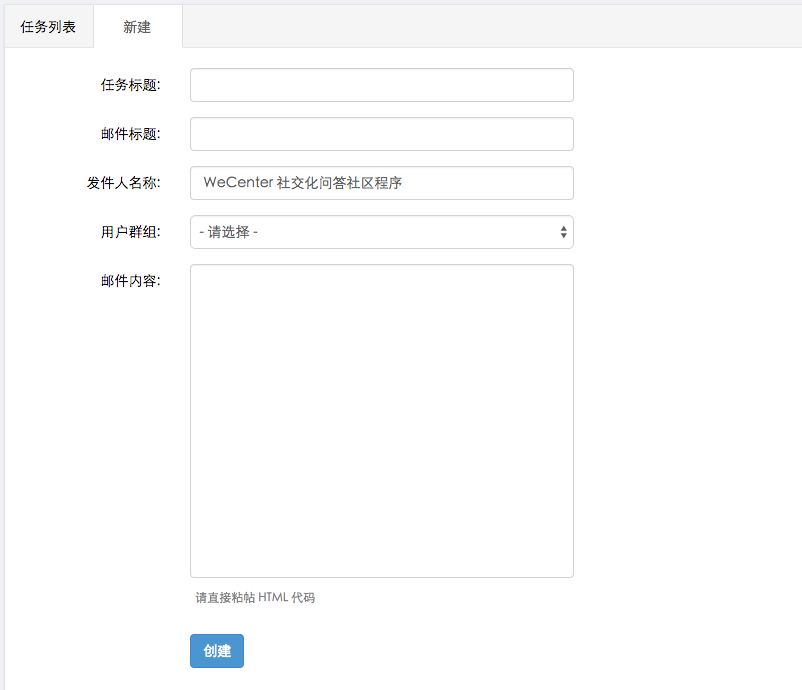 任务列表
新建
任务标题:
邮件标题:
发件人名称:
WeCenter 社交化问答社区程序
用户群组:
- 请选择 -
邮件内容:
请直接粘帖 HTML 代码
创建